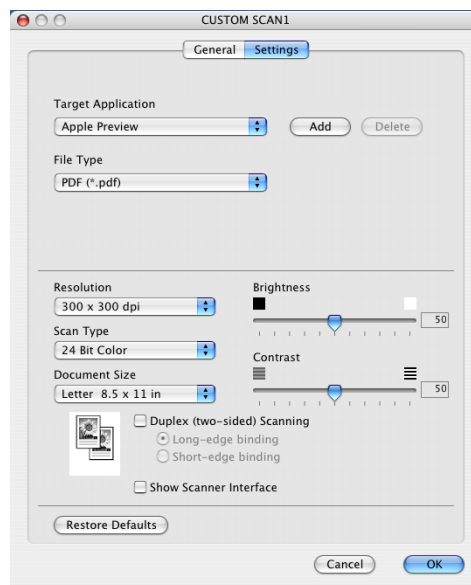 CUSTOM SCAN1
General Settings
Target Application
Apple Preview Add Delete
File Type
PDF (*.pdf)
Resolution Brightness
300 x 300 dpi
50
Scan Type
24 Bit Color
Contrast
Document Size
Letter 8.5 x 11 in 50
Duplex (two-sided) Scanning
Long-edge binding
Short-edge binding
Show Scanner Interface
Restore Defaults
Cancel OK